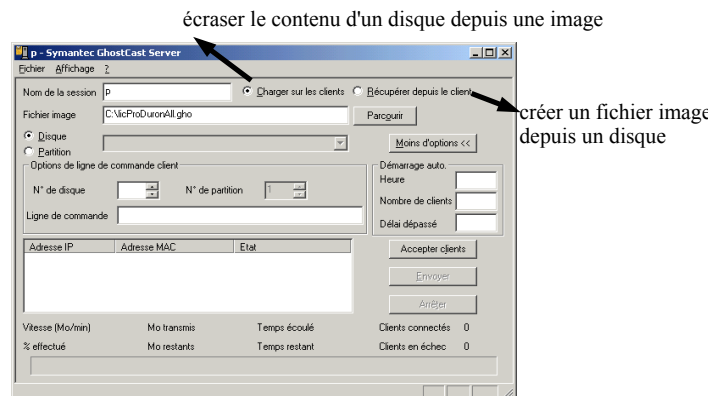 écraser le contenu d'un disque depuis une image
p - Symantec GhostCast Server
Fichier Affichage ?
Nom de la session p Charger sur les clients Récupérer depuis le client
Fichier image C:\licProDuronAll.gho Parcourir
créer un fichier image
depuis un disque
Disque
Partition
Moins d'options <<
Options de ligne de commande client
N° de disque N° de partition 1
Ligne de commande
Démarrage auto.
Heure
Nombre de clients
Délai dépassé
Adresse IP Adresse MAC Etat
Accepter clients
Envoyer
Arrêter
Vitesse (Mo/min) Mo transmis Temps écoulé Clients connectés 0
% effectué Mo restants Temps restant Clients en échec 0